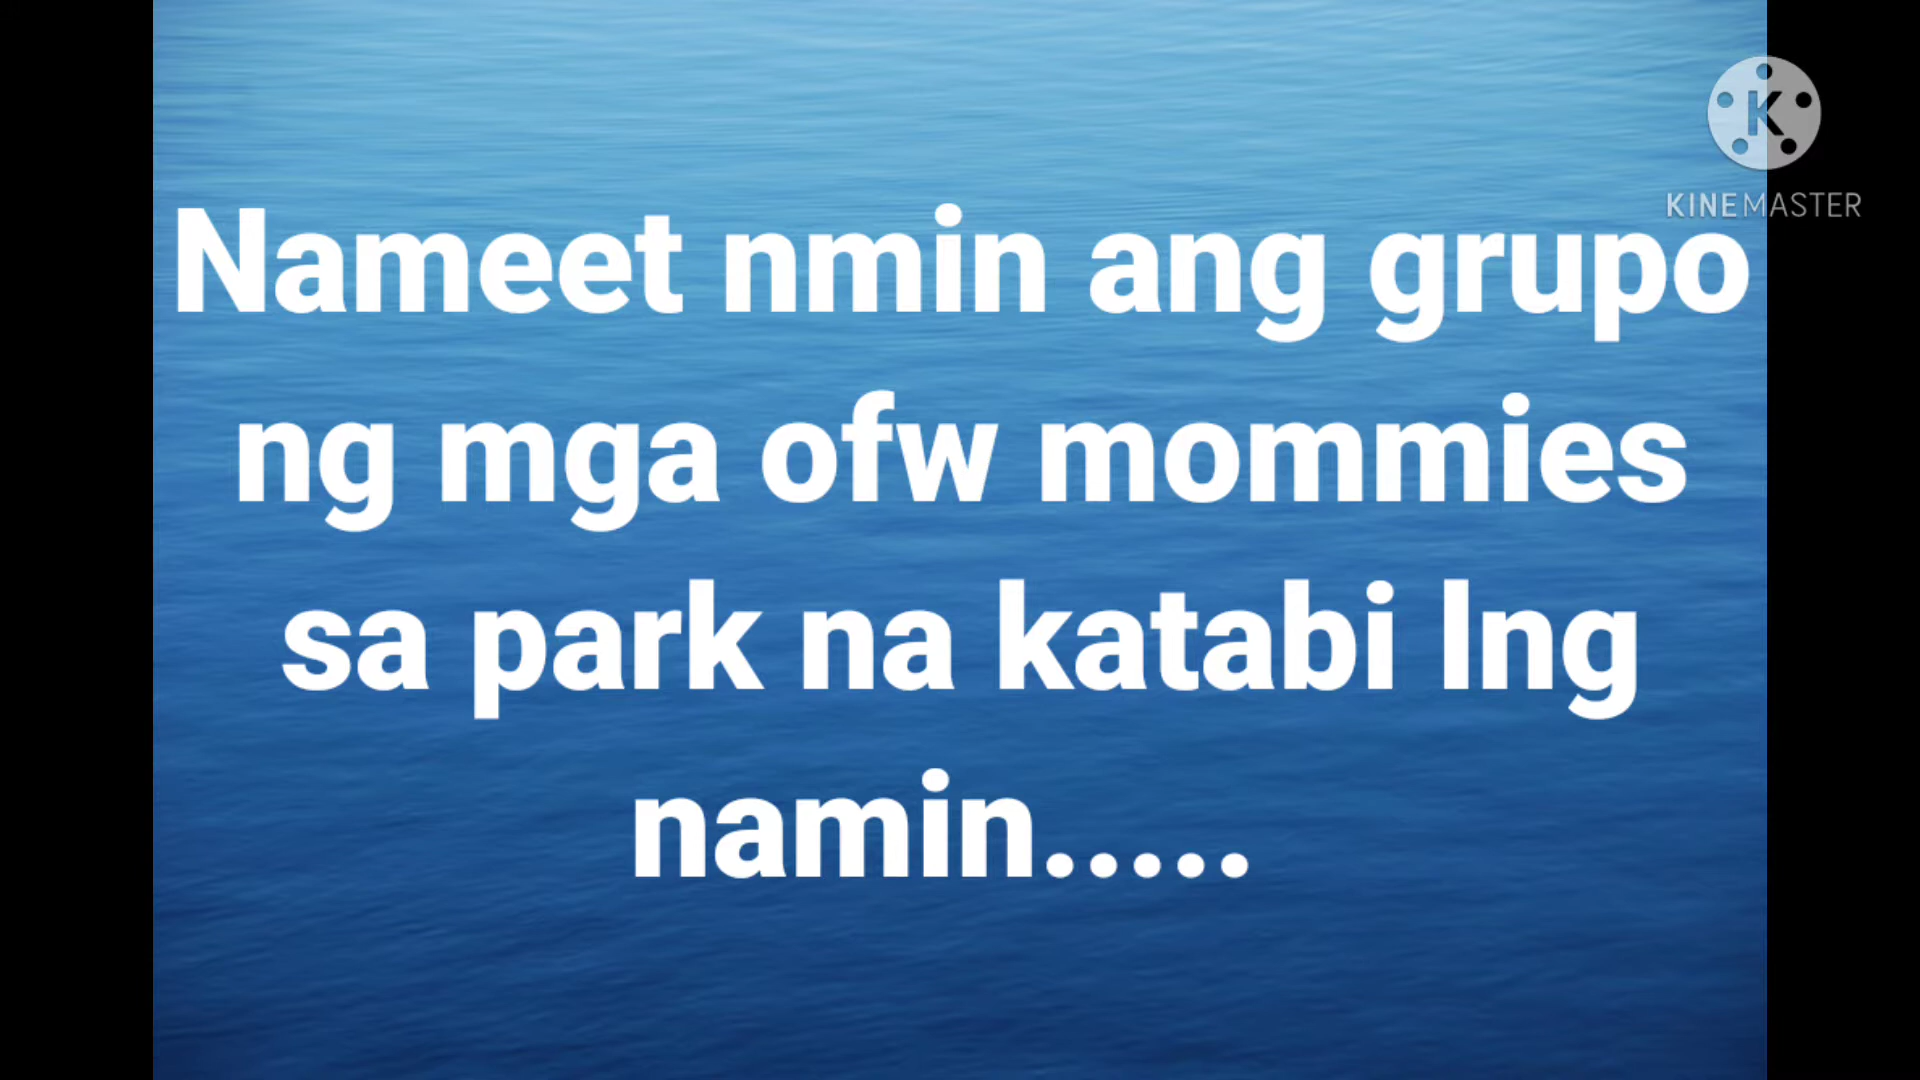 KINEMASTER
Nameet nmin ang grupo
ng mga ofw mommies
sa park na katabi lng
namin.....